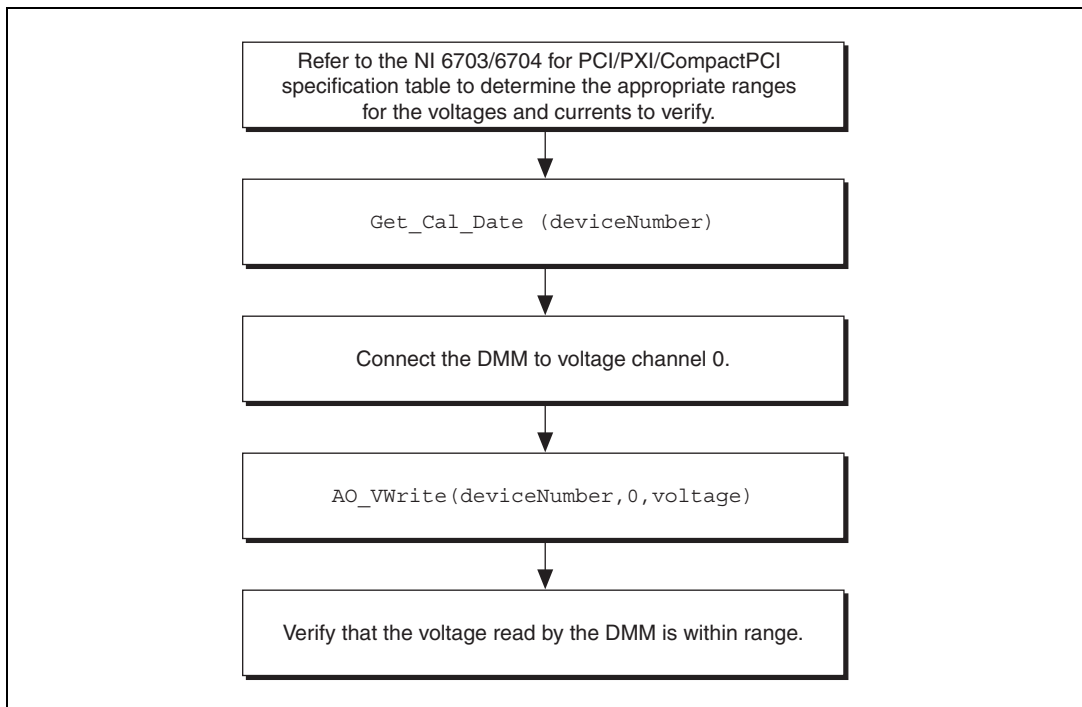 Refer to the NI 6703/6704 for PCI/PXI/CompactPCI
specification table to determine the appropriate ranges
for the voltages and currents to verify.
Get_Cal_Date (deviceNumber)
Connect the DMM to voltage channel 0.
AO_VWrite(deviceNumber,0,voltage)
Verify that the voltage read by the DMM is within range.